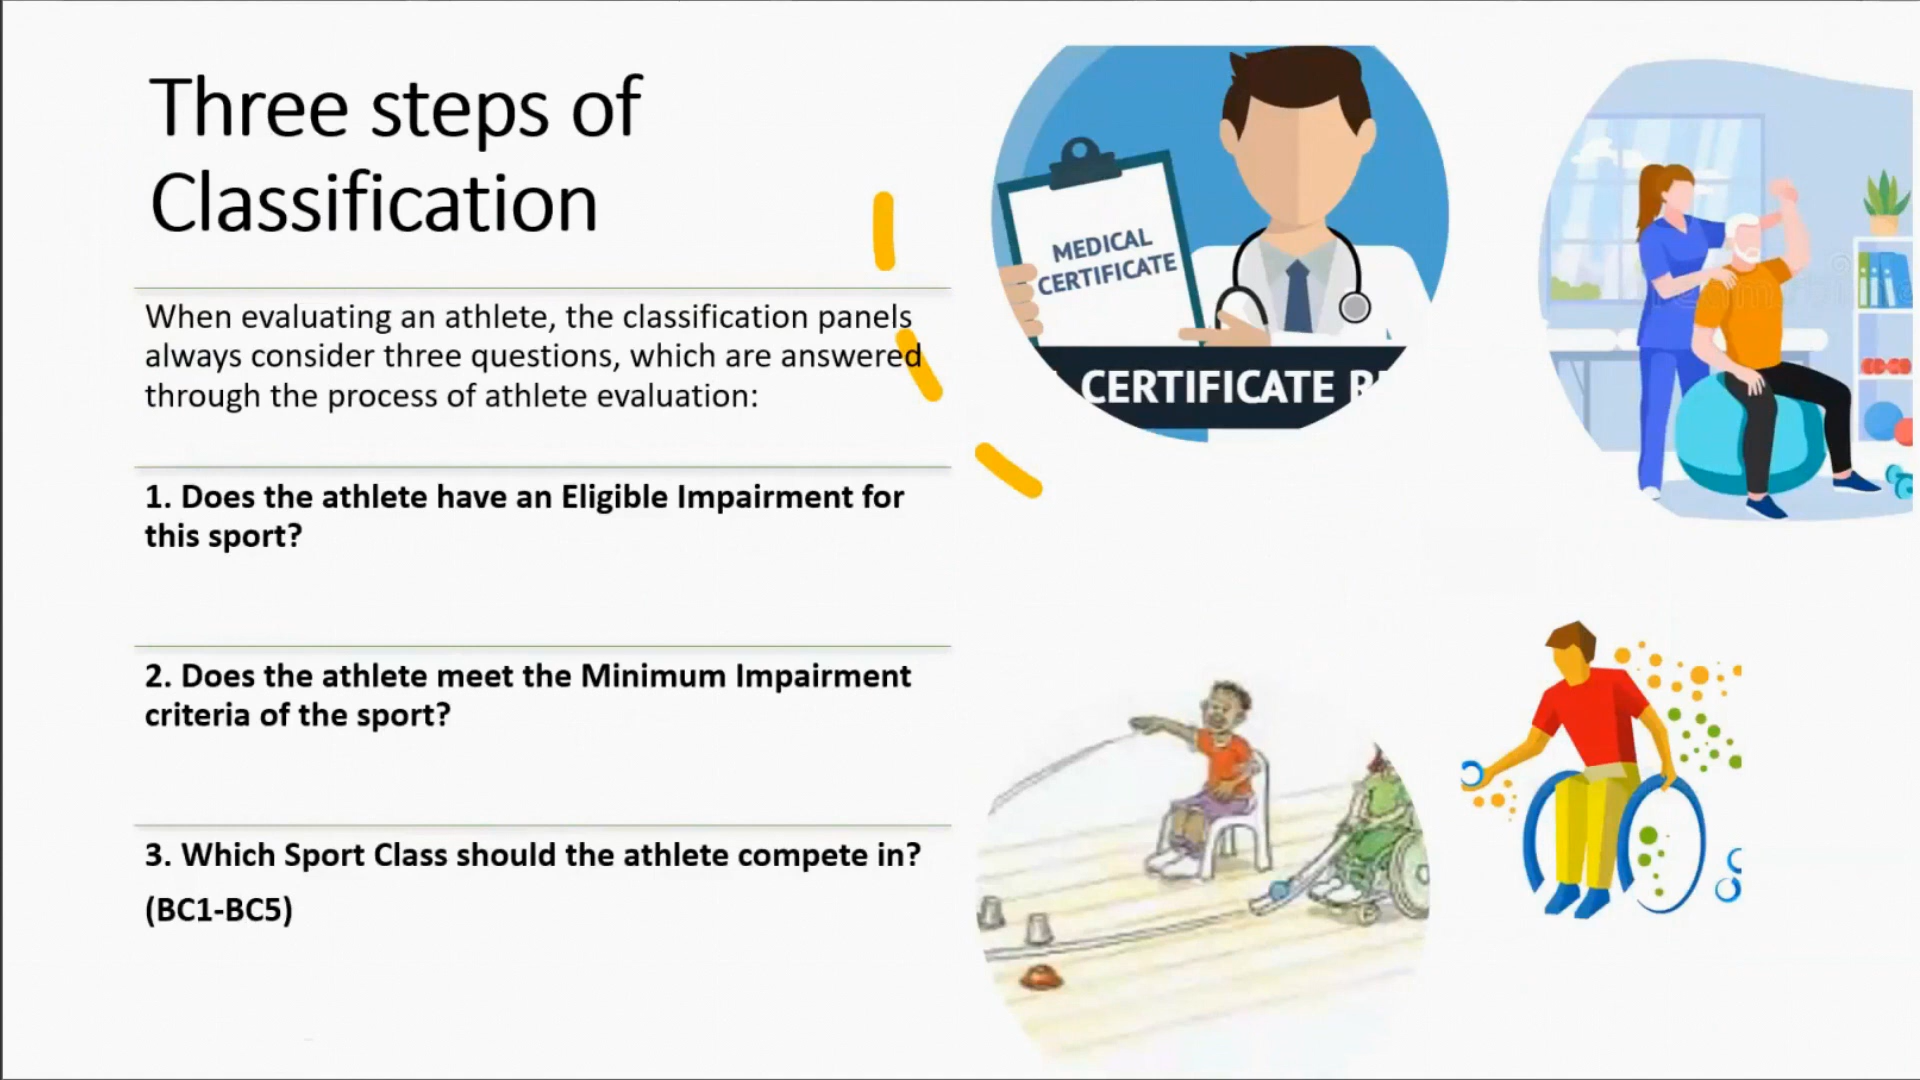 Three steps of
Classification
When evaluating an athlete, the classification panels
always consider three questions, which are answered
through the process of athlete evaluation:
1. Does the athlete have an Eligible Impairment for
this sport?
2. Does the athlete meet the Minimum Impairment
criteria of the sport?
3. Which Sport Class should the athlete compete in?
(BC1-BC5)
MEDICAL
CERTIFICATE
CERTIFICATE